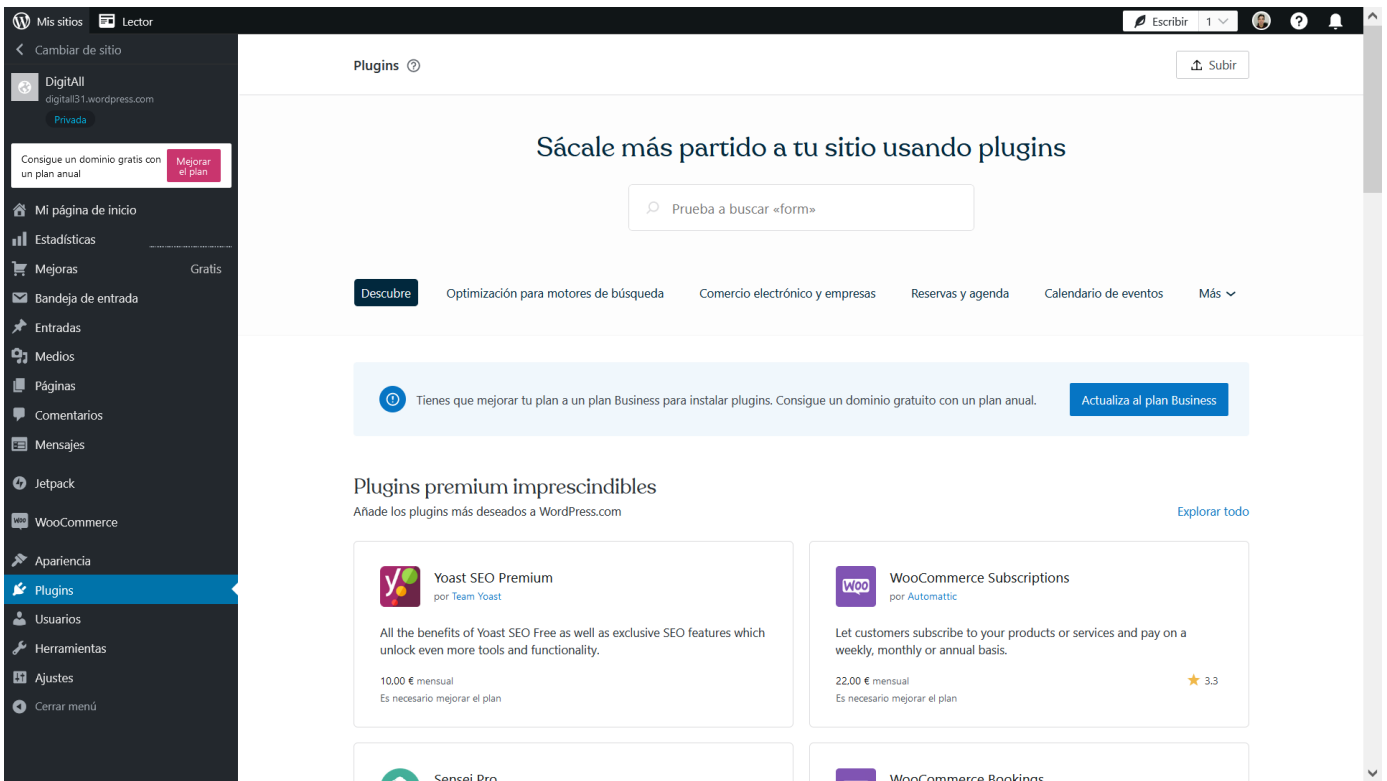 Mis sitios
Lector
Escribir 1
Cambiar de sitio
DigitAll
digitall31.wordpress.com
Privada
Consigue un dominio gratis con
un plan anual
Mejorar
el plan
Mi página de inicio
Estadísticas
Mejoras Gratis
Bandeja de entrada
Entradas
Medios
Páginas
Comentarios
Mensajes
Jetpack
WooCommerce
Apariencia
Plugins
Usuarios
Herramientas
Ajustes
Cerrar menú
Plugins
Subir
Sácale más partido a tu sitio usando plugins
Prueba a buscar «form»
Descubre Optimización para motores de búsqueda Comercio electrónico y empresas Reservas y agenda Calendario de eventos Más
Tienes que mejorar tu plan a un plan Business para instalar plugins. Consigue un dominio gratuito con un plan anual.
Actualiza al plan Business
Plugins premium imprescindibles
Añade los plugins más deseados a WordPress.com
Explorar todo
Yoast SEO Premium
por Team Yoast
All the benefits of Yoast SEO Free as well as exclusive SEO features which
unlock even more tools and functionality.
10,00 € mensual
Es necesario mejorar el plan
WOO
WooCommerce Subscriptions
por Automattic
Let customers subscribe to your products or services and pay on a
weekly, monthly or annual basis.
22,00 € mensual
3.3
Es necesario mejorar el plan
Sensei Pro
WooCommerce Bookings